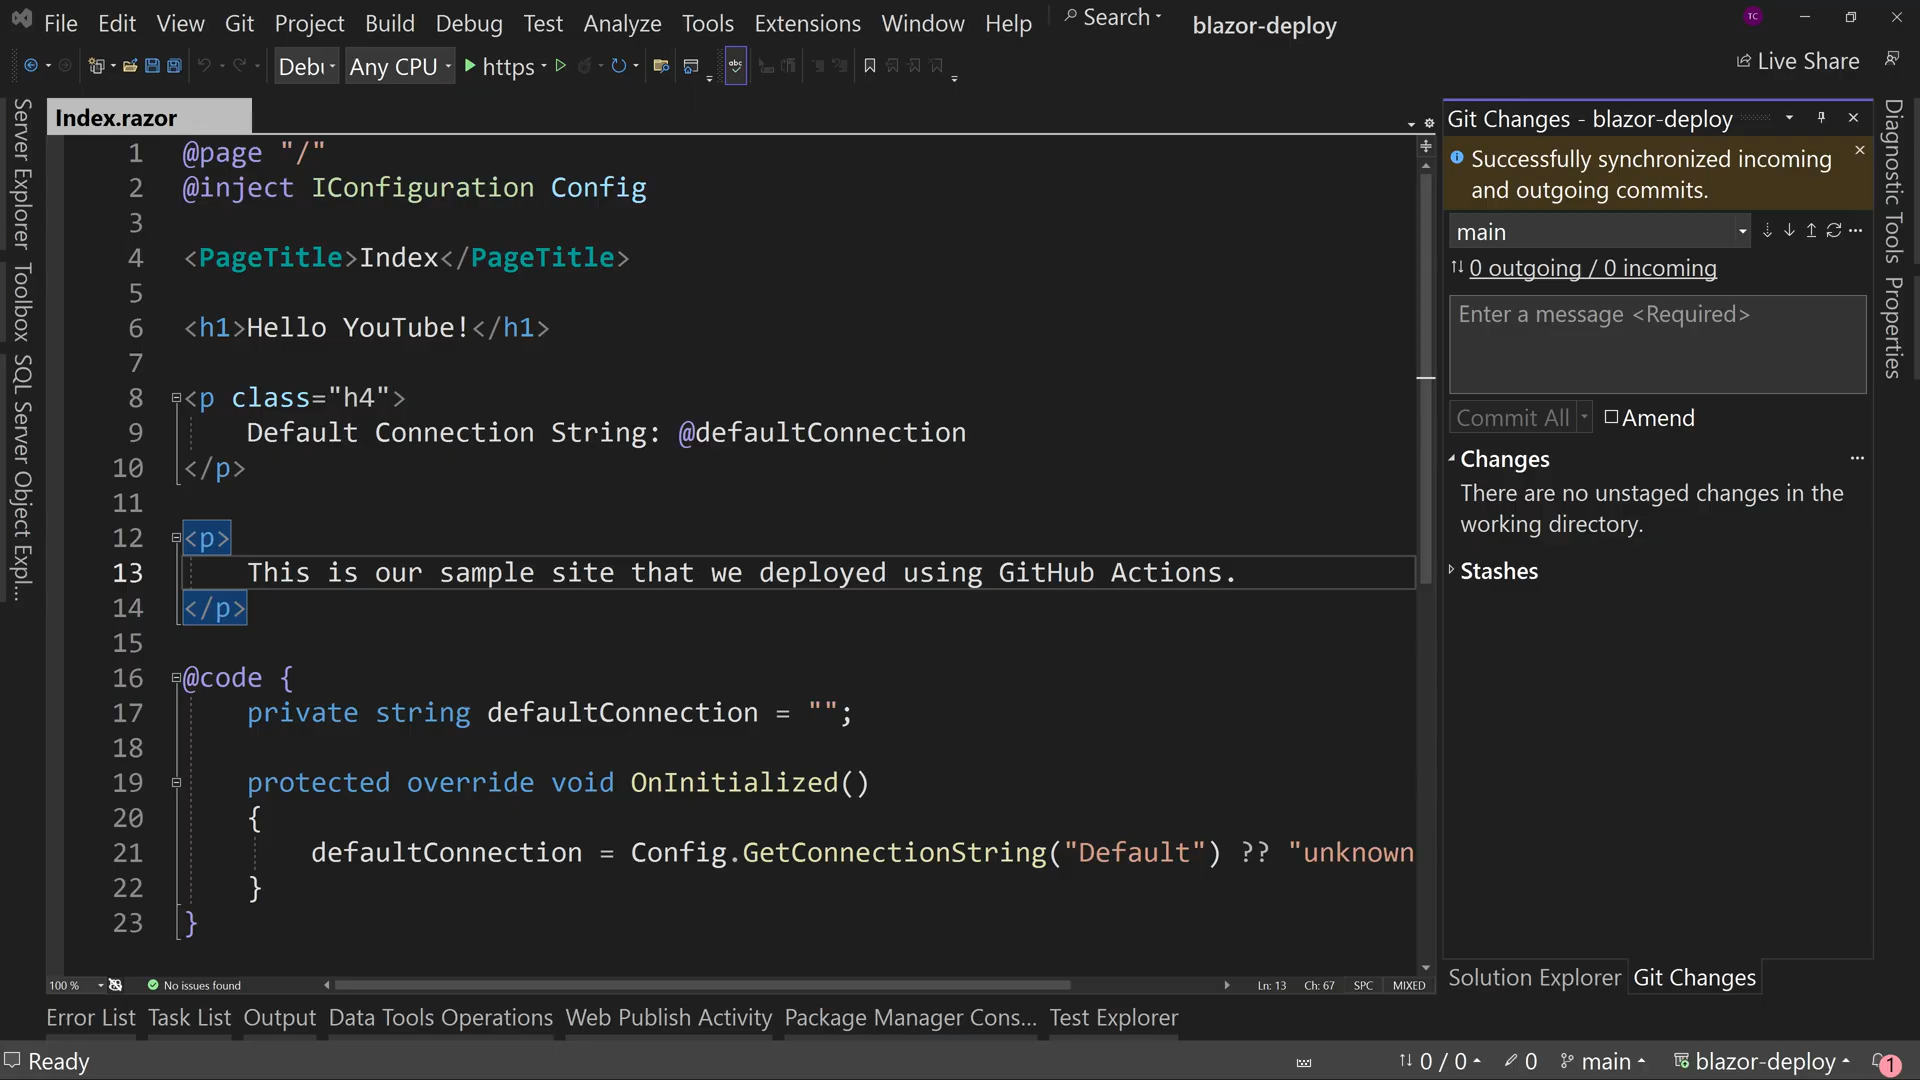 File Edit View Git Project Build Debug Test Analyze Tools Extensions Window Help Search blazor-deploy TC
Debu Any CPU https abc Live Share
Index.razor
1 @page "/"
2 @inject IConfiguration Config
3
4 <PageTitle>Index</PageTitle>
5
6 <h1>Hello YouTube!</h1>
7
8 <p class="h4">
9 Default Connection String: @defaultConnection
10 </p>
11
12 <p>
13 This is our sample site that we deployed using GitHub Actions.
14 </p>
15
16 @code {
17 private string defaultConnection = "";
18
19 protected override void OnInitialized()
20 {
21 defaultConnection = Config.GetConnectionString("Default") ?? "unknown
22 }
23 }
100 % No issues found Ln: 13 Ch: 67 SPC MIXED
Server Explorer
Toolbox
SQL Server Object Expl...
Git Changes - blazor-deploy
Successfully synchronized incoming
and outgoing commits.
main
0 outgoing / 0 incoming
Enter a message <Required>
Commit All Amend
Changes
There are no unstaged changes in the
working directory.
Stashes
Solution Explorer Git Changes
Diagnostic Tools
Properties
Error List Task List Output Data Tools Operations Web Publish Activity Package Manager Cons... Test Explorer
Ready 0 / 0 0 main blazor-deploy 1